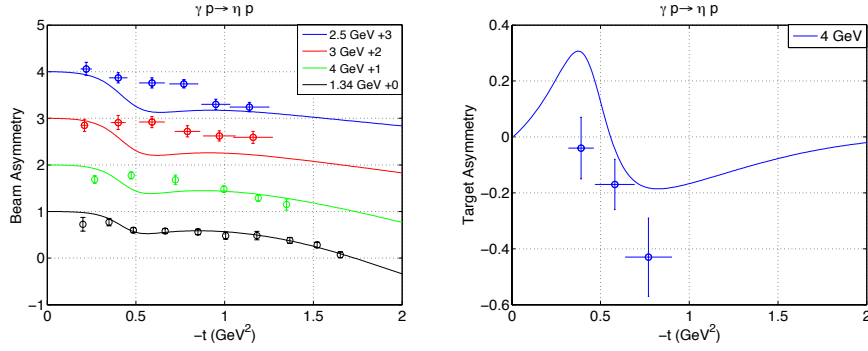 γ p→ η p
Beam Asymmetry
5
4
3
2
1
0
−1
2.5 GeV +3
3 GeV +2
4 GeV +1
1.34 GeV +0
0 0.5 1 1.5 2
−t (GeV²)
γ p→ η p
Target Asymmetry
0.4
0.2
0
−0.2
−0.4
−0.6
4 GeV
0 0.5 1 1.5 2
−t (GeV²)